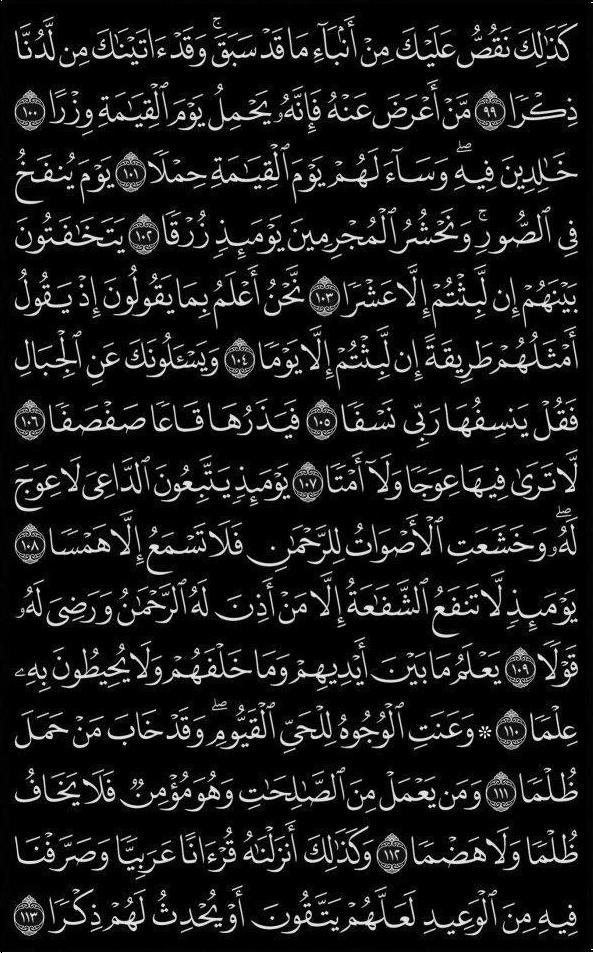 كَذَٰلِكَ نَقُصُّ عَلَيْكَ مِنْ أَنۢبَآءِ مَا قَدْ سَبَقَ ۚ وَقَدْ ءَاتَيْنَٰكَ مِن لَّدُنَّا
ذِكْرًا ٩٩ مَّنْ أَعْرَضَ عَنْهُ فَإِنَّهُۥ يَحْمِلُ يَوْمَ ٱلْقِيَٰمَةِ وِزْرًا ١٠٠
خَٰلِدِينَ فِيهِ ۖ وَسَآءَ لَهُمْ يَوْمَ ٱلْقِيَٰمَةِ حِمْلًا ١٠١ يَوْمَ يُنفَخُ
فِى ٱلصُّورِ ۚ وَنَحْشُرُ ٱلْمُجْرِمِينَ يَوْمَئِذٍ زُرْقًا ١٠٢ يَتَخَٰفَتُونَ
بَيْنَهُمْ إِن لَّبِثْتُمْ إِلَّا عَشْرًا ١٠٣ نَّحْنُ أَعْلَمُ بِمَا يَقُولُونَ إِذْ يَقُولُ
أَمْثَلُهُمْ طَرِيقَةً إِن لَّبِثْتُمْ إِلَّا يَوْمًا ١٠٤ وَيَسْـَٔلُونَكَ عَنِ ٱلْجِبَالِ
فَقُلْ يَنسِفُهَا رَبِّى نَسْفًا ١٠٥ فَيَذَرُهَا قَاعًا صَفْصَفًا ١٠٦
لَّا تَرَىٰ فِيهَا عِوَجًا وَلَآ أَمْتًا ١٠٧ يَوْمَئِذٍ يَتَّبِعُونَ ٱلدَّاعِىَ لَا عِوَجَ
لَهُۥ ۖ وَخَشَعَتِ ٱلْأَصْوَاتُ لِلرَّحْمَٰنِ فَلَا تَسْمَعُ إِلَّا هَمْسًا ١٠٨
يَوْمَئِذٍ لَّا تَنفَعُ ٱلشَّفَٰعَةُ إِلَّا مَنْ أَذِنَ لَهُ ٱلرَّحْمَٰنُ وَرَضِىَ لَهُۥ
قَوْلًا ١٠٩ يَعْلَمُ مَا بَيْنَ أَيْدِيهِمْ وَمَا خَلْفَهُمْ وَلَا يُحِيطُونَ بِهِۦ
عِلْمًا ١١٠ ۞ وَعَنَتِ ٱلْوُجُوهُ لِلْحَىِّ ٱلْقَيُّومِ ۖ وَقَدْ خَابَ مَنْ حَمَلَ
ظُلْمًا ١١١ وَمَن يَعْمَلْ مِنَ ٱلصَّٰلِحَٰتِ وَهُوَ مُؤْمِنٌ فَلَا يَخَافُ
ظُلْمًا وَلَا هَضْمًا ١١٢ وَكَذَٰلِكَ أَنزَلْنَٰهُ قُرْءَانًا عَرَبِيًّا وَصَرَّفْنَا
فِيهِ مِنَ ٱلْوَعِيدِ لَعَلَّهُمْ يَتَّقُونَ أَوْ يُحْدِثُ لَهُمْ ذِكْرًا ١١٣